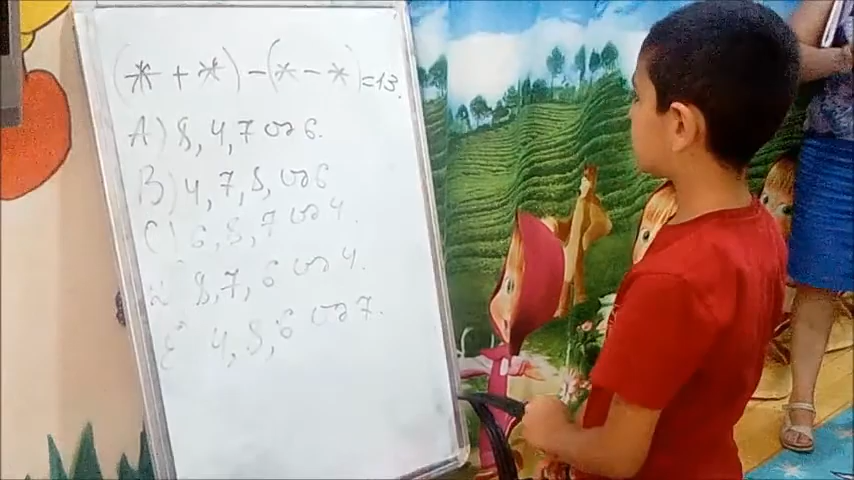 (* + *) - (* - *) = 13.
A) 8, 4, 7 və 6.
B) 4, 7, 8, və 6
C) 6, 8, 7 və 4.
8, 7, 6 və 4.
4, 8, 6 və 7.